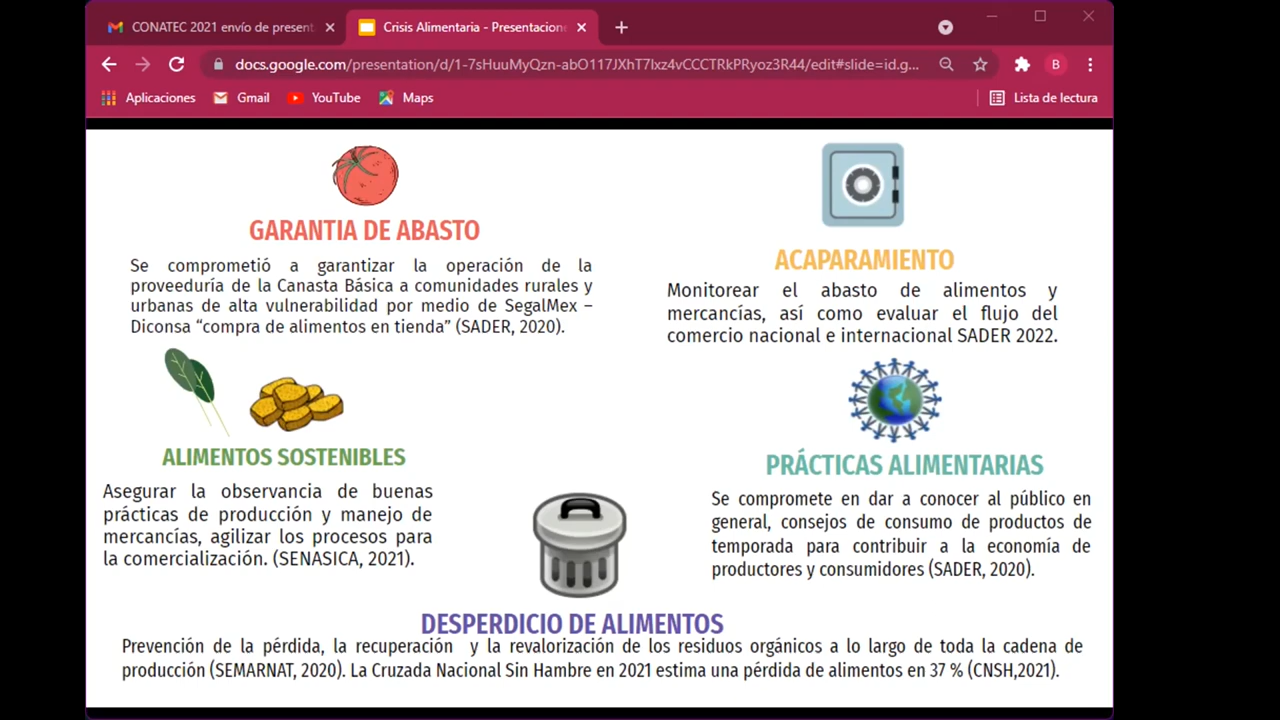 CONATEC 2021 envío de present
Crisis Alimentaria - Presentacione
docs.google.com/presentation/d/1-7sHuuMyQzn-abO117JXhT7lxz4vCCCTRkPRyoz3R44/edit#slide=id.g...
B
Aplicaciones
Gmail
YouTube
Maps
Lista de lectura
GARANTIA DE ABASTO
Se comprometió a garantizar la operación de la
proveeduría de la Canasta Básica a comunidades rurales y
urbanas de alta vulnerabilidad por medio de SegalMex –
Diconsa “compra de alimentos en tienda” (SADER, 2020).
ACAPARAMIENTO
Monitorear el abasto de alimentos y
mercancías, así como evaluar el flujo del
comercio nacional e internacional SADER 2022.
ALIMENTOS SOSTENIBLES
Asegurar la observancia de buenas
prácticas de producción y manejo de
mercancías, agilizar los procesos para
la comercialización. (SENASICA, 2021).
PRÁCTICAS ALIMENTARIAS
Se compromete en dar a conocer al público en
general, consejos de consumo de productos de
temporada para contribuir a la economía de
productores y consumidores (SADER, 2020).
DESPERDICIO DE ALIMENTOS
Prevención de la pérdida, la recuperación y la revalorización de los residuos orgánicos a lo largo de toda la cadena de
producción (SEMARNAT, 2020). La Cruzada Nacional Sin Hambre en 2021 estima una pérdida de alimentos en 37 % (CNSH,2021).